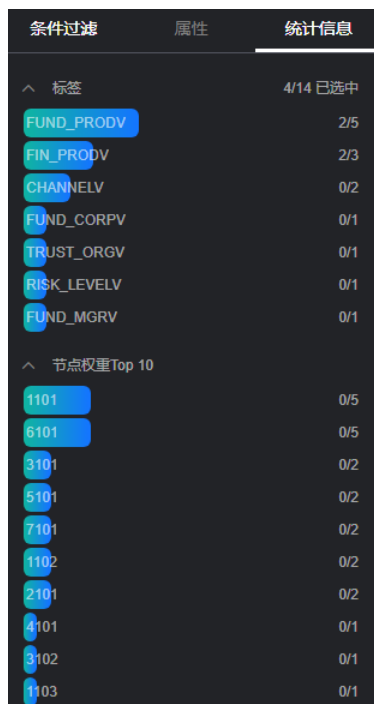 条件过滤 属性 统计信息
标签 4/14 已选中
FUND_PRODV 2/5
FIN_PRODV 2/3
CHANNELV 0/2
FUND_CORPV 0/1
TRUST_ORGV 0/1
RISK_LEVELV 0/1
FUND_MGRV 0/1
节点权重Top 10
1101 0/5
6101 0/5
3101 0/2
5101 0/2
7101 0/2
1102 0/2
2101 0/2
4101 0/1
3102 0/1
1103 0/1